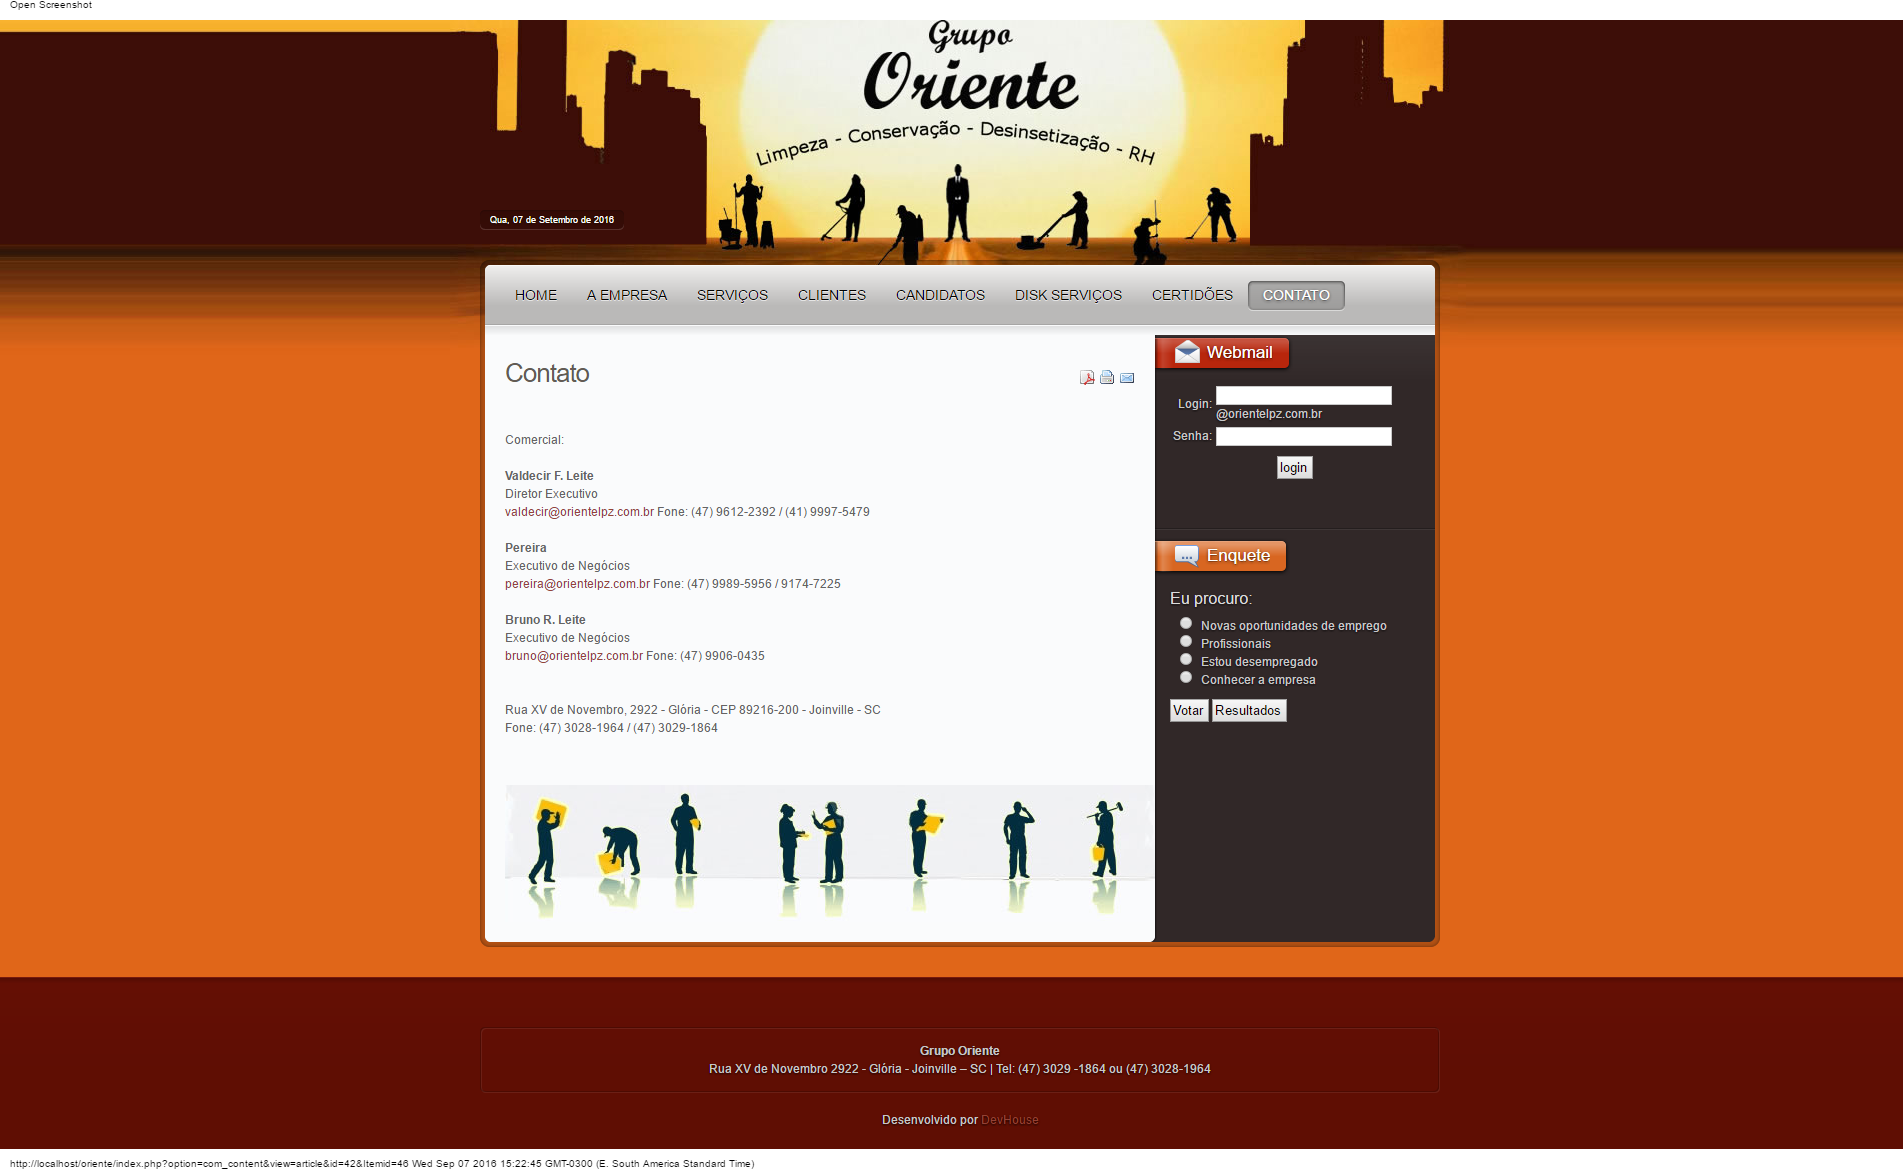 Open Screenshot
Grupo
Oriente
Limpeza - Conservação - Desinsetização - RH
Qua, 07 de Setembro de 2016
HOME A EMPRESA SERVIÇOS CLIENTES CANDIDATOS DISK SERVIÇOS CERTIDÕES CONTATO
Contato
Comercial:
Valdecir F. Leite
Diretor Executivo
valdecir@orientelpz.com.br Fone: (47) 9612-2392 / (41) 9997-5479
Pereira
Executivo de Negócios
pereira@orientelpz.com.br Fone: (47) 9989-5956 / 9174-7225
Bruno R. Leite
Executivo de Negócios
bruno@orientelpz.com.br Fone: (47) 9906-0435
Rua XV de Novembro, 2922 - Glória - CEP 89216-200 - Joinville - SC
Fone: (47) 3028-1964 / (47) 3029-1864
Webmail
Login:
@orientelpz.com.br
Senha:
login
Enquete
Eu procuro:
Novas oportunidades de emprego
Profissionais
Estou desempregado
Conhecer a empresa
Votar Resultados
Grupo Oriente
Rua XV de Novembro 2922 - Glória - Joinville – SC | Tel: (47) 3029 -1864 ou (47) 3028-1964
Desenvolvido por DevHouse
http://localhost/oriente/index.php?option=com_content&view=article&id=42&Itemid=46 Wed Sep 07 2016 15:22:45 GMT-0300 (E. South America Standard Time)